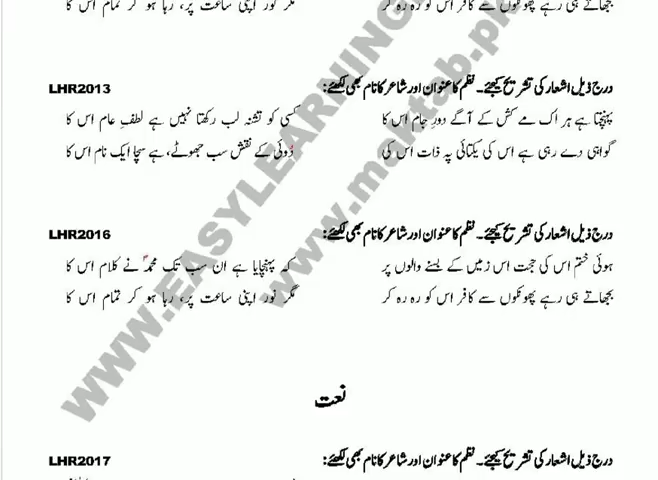 بجھاتے ہی رہے پھونکوں سے کافر اس کو رہ رہ کر مگر نور اپنی ساعت پر، رہا ہو کر تمام اس کا
درج ذیل اشعار کی تشریح کیجئے۔ نظم کا عنوان اور شاعر کا نام بھی لکھئے: LHR2013
پہنچتا ہے ہر اک مے کش کے آگے دورِ جام اس کا کسی کو تشنہ لب رکھتا نہیں ہے لطفِ عام اس کا
گواہی دے رہی ہے اس کی یکتائی پہ ذات اس کی دُوئی کے نقش سب جھوٹے، ہے سچا ایک نام اس کا
درج ذیل اشعار کی تشریح کیجئے۔ نظم کا عنوان اور شاعر کا نام بھی لکھئے: LHR2016
ہوئی ختم اس کی حجت اس زمیں کے بسنے والوں پر کہ پہنچایا ہے ان سب تک محمدؐ نے کلام اس کا
بجھاتے ہی رہے پھونکوں سے کافر اس کو رہ رہ کر مگر نور اپنی ساعت پر، رہا ہو کر تمام اس کا
نعت
درج ذیل اشعار کی تشریح کیجئے۔ نظم کا عنوان اور شاعر کا نام بھی لکھئے: LHR2017
WWW.EASYLEARNING
www.maktab.pk